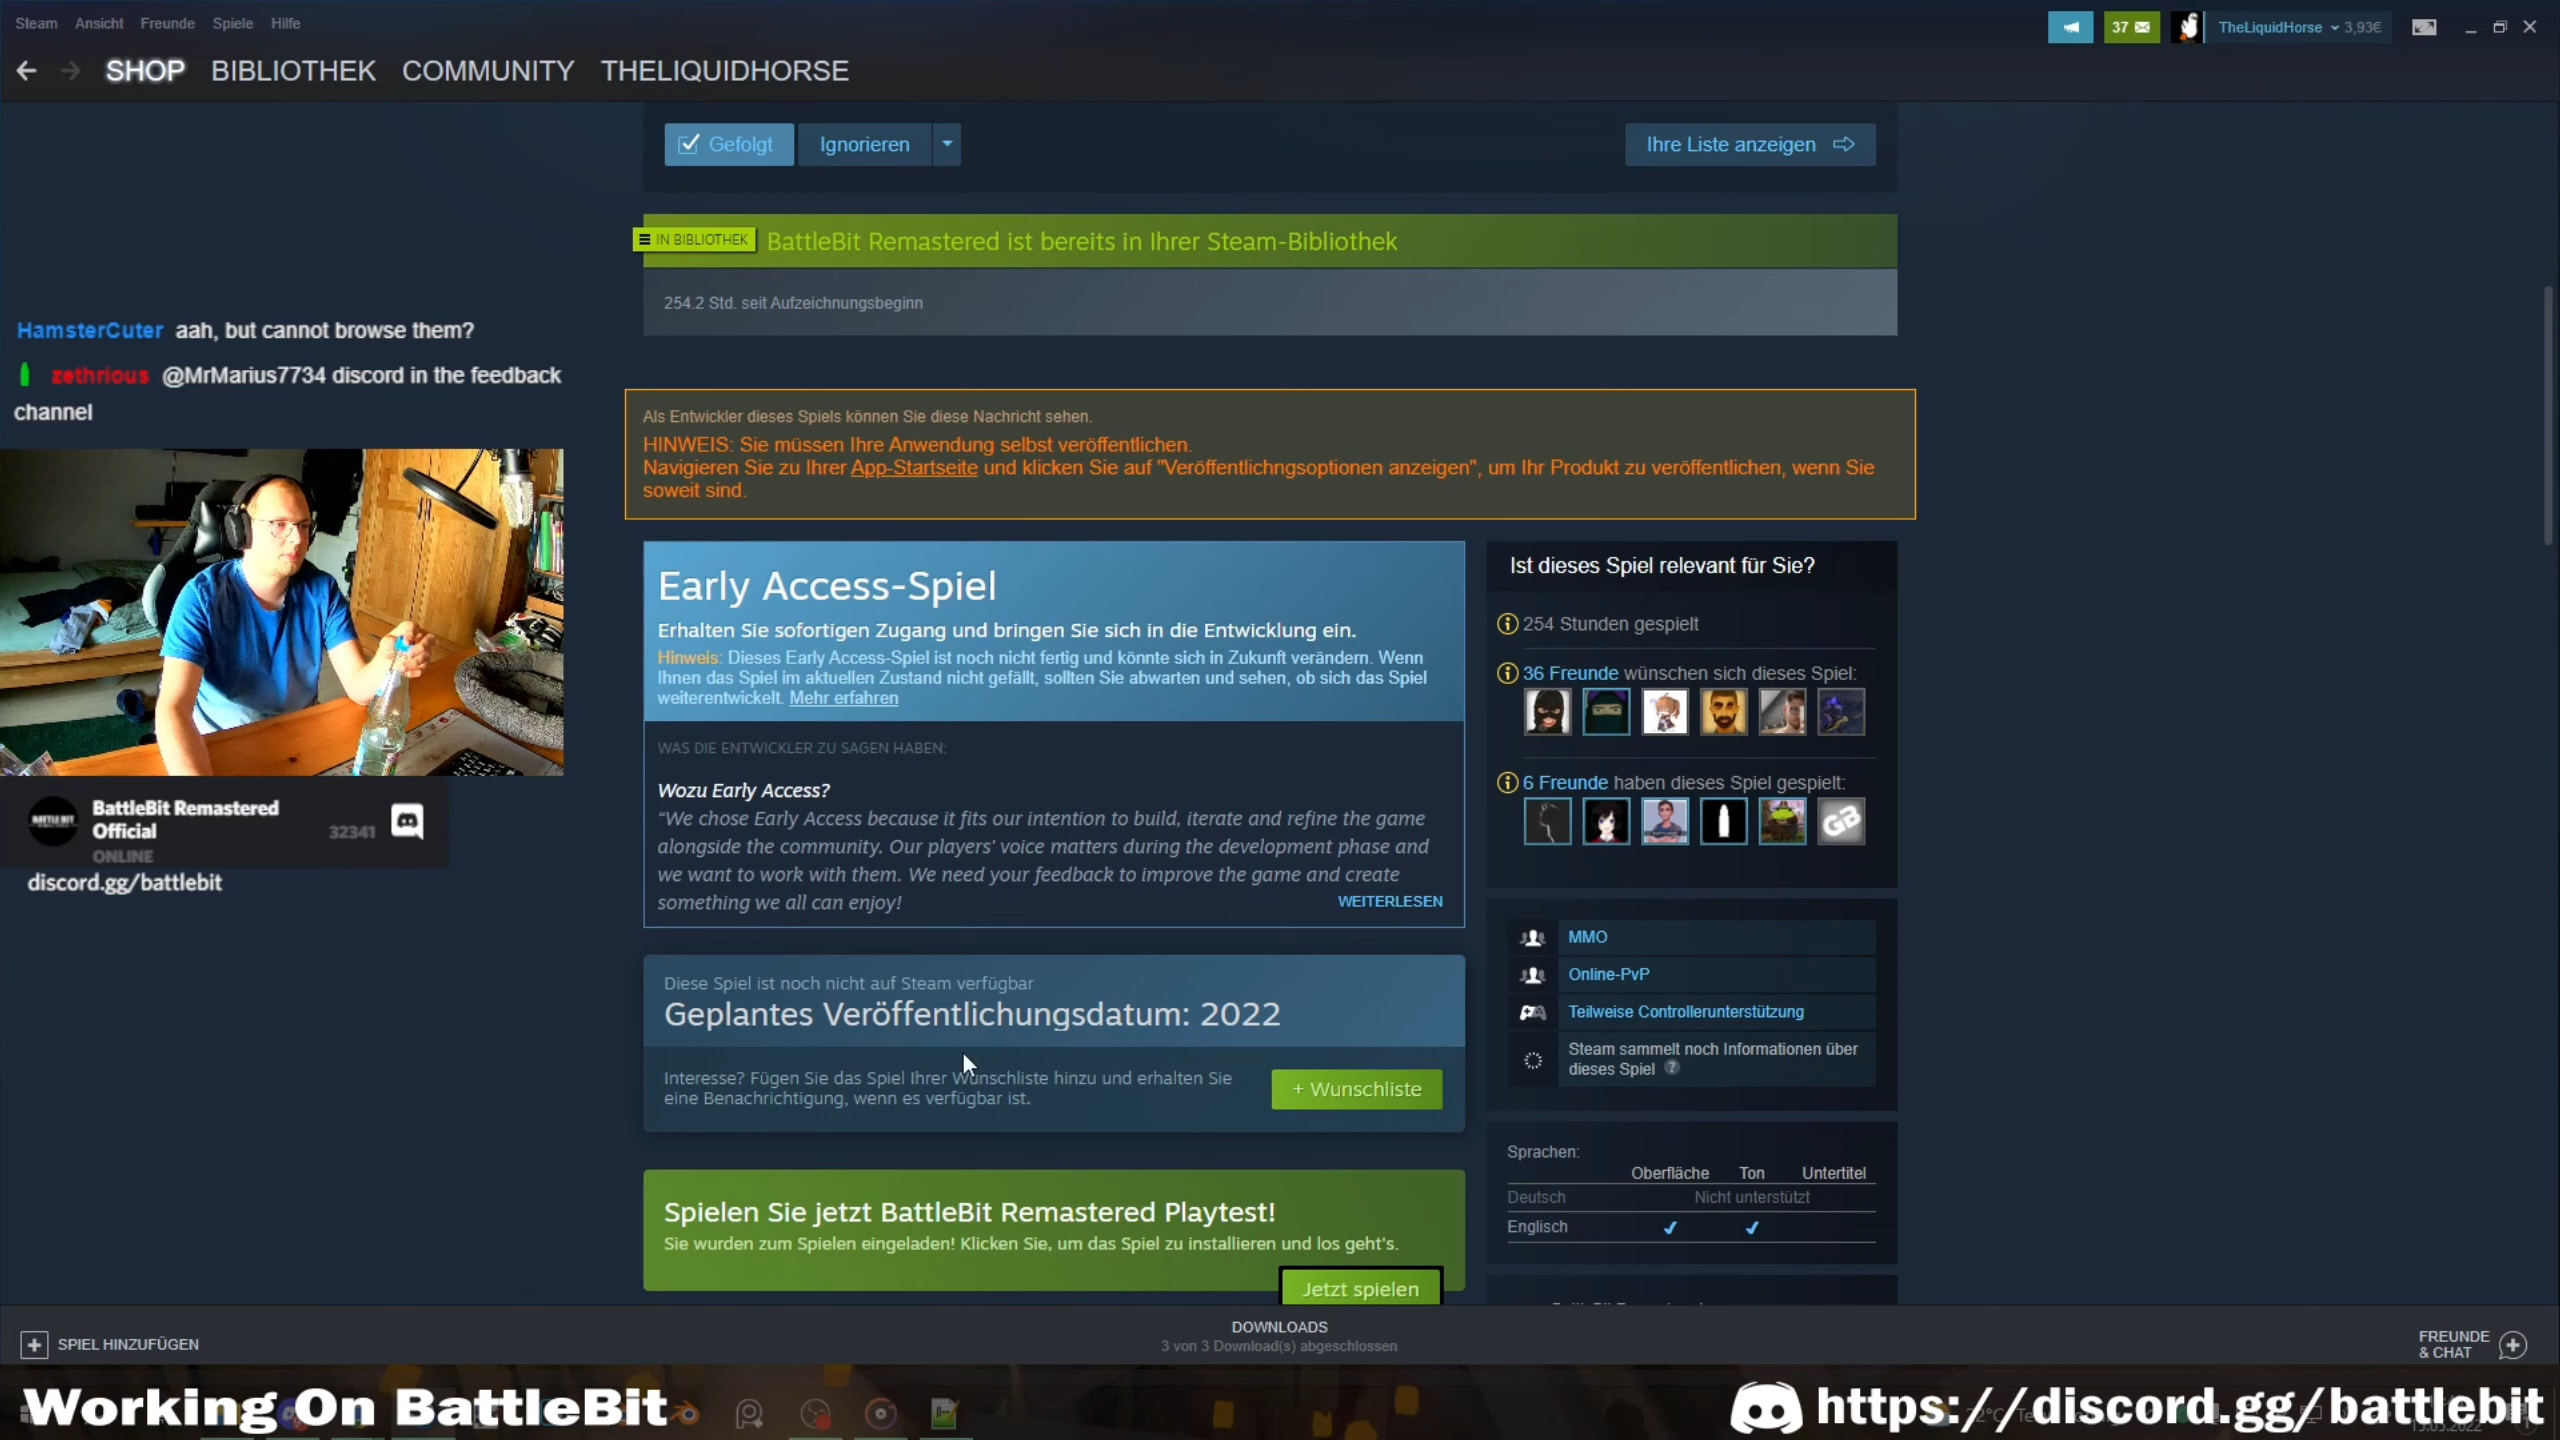 Steam Ansicht Freunde Spiele Hilfe
37 TheLiquidHorse 3,93€
SHOP BIBLIOTHEK COMMUNITY THELIQUIDHORSE
Gefolgt Ignorieren Ihre Liste anzeigen
IN BIBLIOTHEK BattleBit Remastered ist bereits in Ihrer Steam-Bibliothek
254.2 Std. seit Aufzeichnungsbeginn
HamsterCuter aah, but cannot browse them?
zethrious @MrMarius7734 discord in the feedback
channel
Als Entwickler dieses Spiels können Sie diese Nachricht sehen.
HINWEIS: Sie müssen Ihre Anwendung selbst veröffentlichen.
Navigieren Sie zu Ihrer App-Startseite und klicken Sie auf "Veröffentlichngsoptionen anzeigen", um Ihr Produkt zu veröffentlichen, wenn Sie
soweit sind.
Early Access-Spiel
Erhalten Sie sofortigen Zugang und bringen Sie sich in die Entwicklung ein.
Hinweis: Dieses Early Access-Spiel ist noch nicht fertig und könnte sich in Zukunft verändern. Wenn
Ihnen das Spiel im aktuellen Zustand nicht gefällt, sollten Sie abwarten und sehen, ob sich das Spiel
weiterentwickelt. Mehr erfahren
WAS DIE ENTWICKLER ZU SAGEN HABEN:
Wozu Early Access?
"We chose Early Access because it fits our intention to build, iterate and refine the game
alongside the community. Our players' voice matters during the development phase and
we want to work with them. We need your feedback to improve the game and create
something we all can enjoy!
WEITERLESEN
Ist dieses Spiel relevant für Sie?
254 Stunden gespielt
36 Freunde wünschen sich dieses Spiel:
6 Freunde haben dieses Spiel gespielt:
GB
BATTLE BIT
BattleBit Remastered
Official
32341
ONLINE
discord.gg/battlebit
Diese Spiel ist noch nicht auf Steam verfügbar
Geplantes Veröffentlichungsdatum: 2022
Interesse? Fügen Sie das Spiel Ihrer Wunschliste hinzu und erhalten Sie
eine Benachrichtigung, wenn es verfügbar ist.
+ Wunschliste
MMO
Online-PvP
Teilweise Controllerunterstützung
Steam sammelt noch Informationen über
dieses Spiel ?
Sprachen:
Oberfläche Ton Untertitel
Deutsch Nicht unterstützt
Englisch ✔ ✔
Spielen Sie jetzt BattleBit Remastered Playtest!
Sie wurden zum Spielen eingeladen! Klicken Sie, um das Spiel zu installieren und los geht's.
Jetzt spielen
SPIEL HINZUFÜGEN
DOWNLOADS
3 von 3 Download(s) abgeschlossen
FREUNDE
& CHAT
Working On BattleBit
https://discord.gg/battlebit